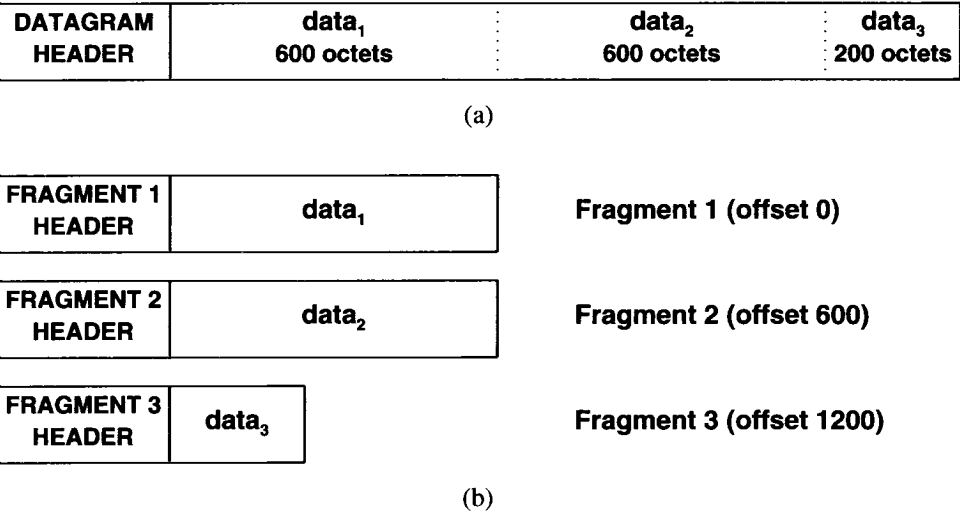 DATAGRAM HEADER
data₁
600 octets
data₂
600 octets
data₃
200 octets
(a)
FRAGMENT 1 HEADER
data₁
Fragment 1 (offset 0)
FRAGMENT 2 HEADER
data₂
Fragment 2 (offset 600)
FRAGMENT 3 HEADER
data₃
Fragment 3 (offset 1200)
(b)